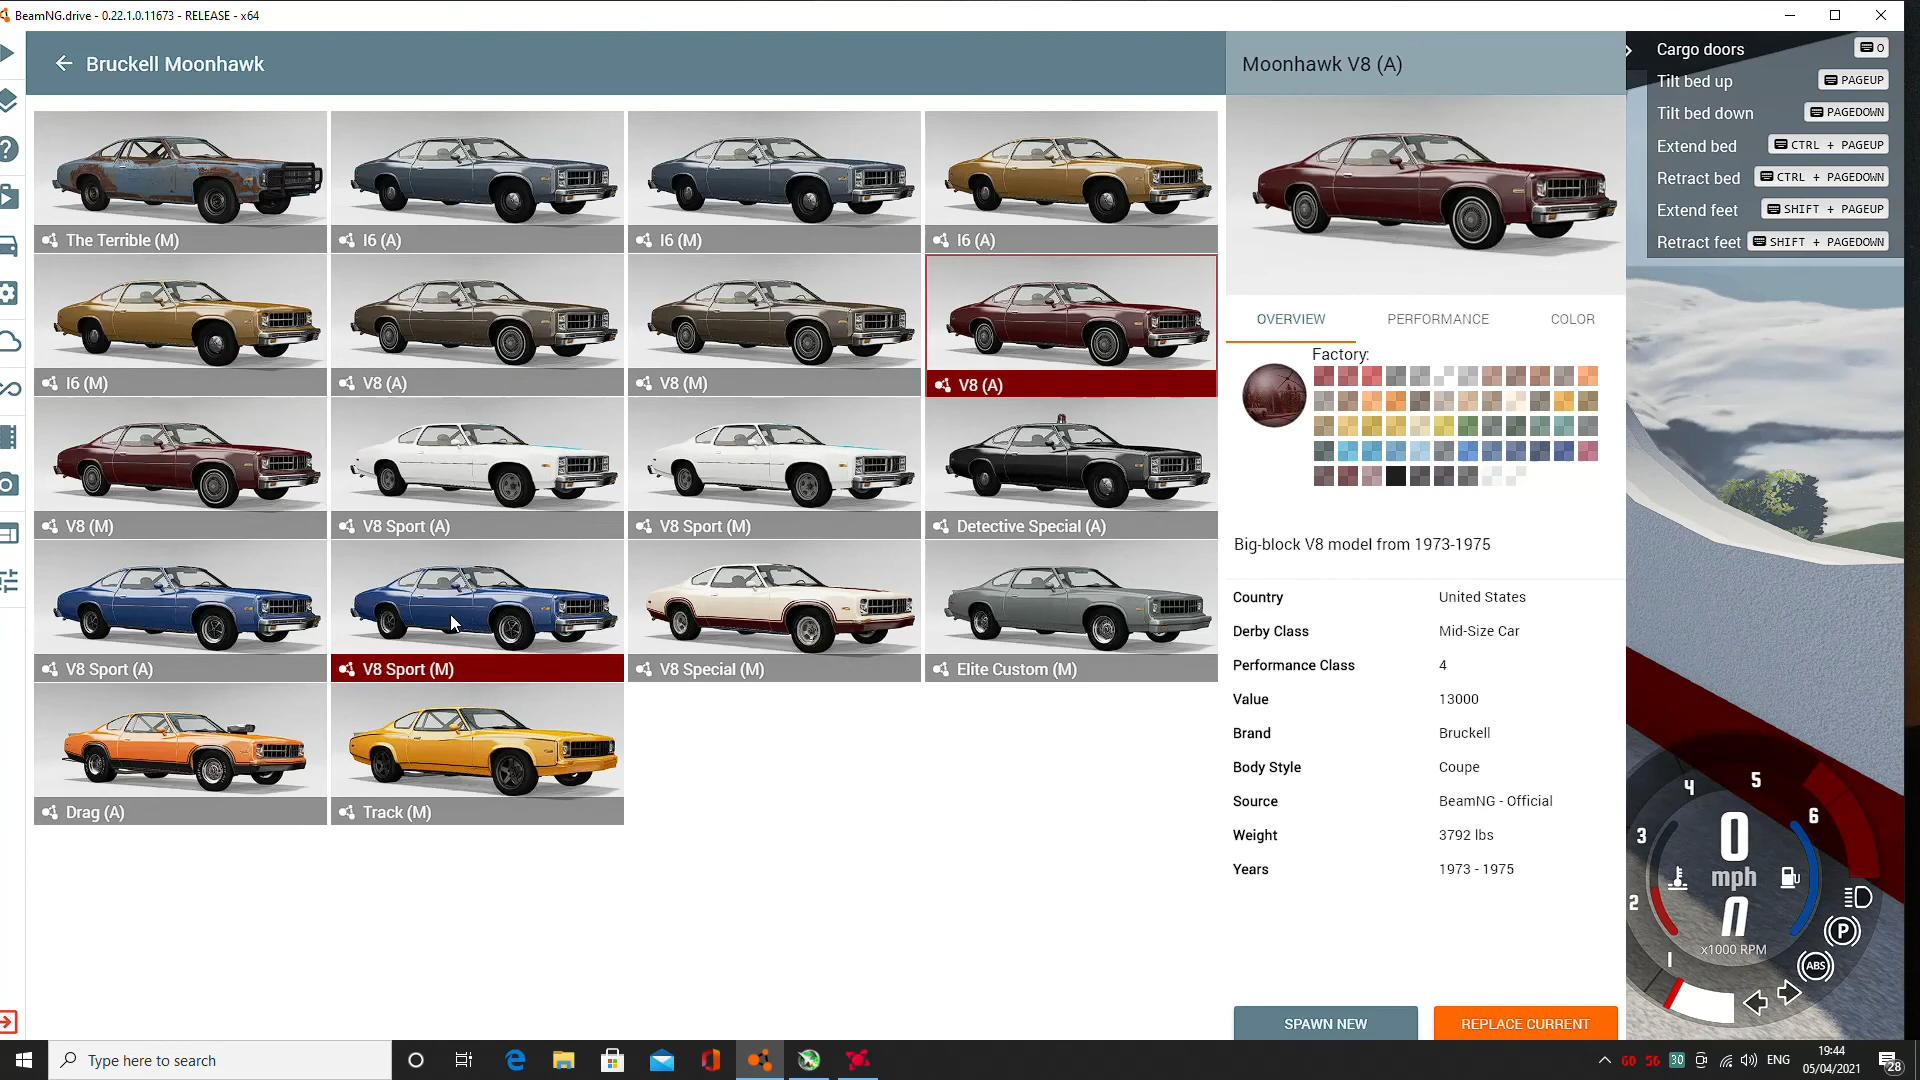 BeamNG.drive - 0.22.1.0.11673 - RELEASE - x64
Bruckell Moonhawk
The Terrible (M)
I6 (A)
I6 (M)
I6 (A)
I6 (M)
V8 (A)
V8 (M)
V8 (A)
V8 (M)
V8 Sport (A)
V8 Sport (M)
Detective Special (A)
V8 Sport (A)
V8 Sport (M)
V8 Special (M)
Elite Custom (M)
Drag (A)
Track (M)
Moonhawk V8 (A)
OVERVIEW
PERFORMANCE
COLOR
Factory:
Big-block V8 model from 1973-1975
Country United States
Derby Class Mid-Size Car
Performance Class 4
Value 13000
Brand Bruckell
Body Style Coupe
Source BeamNG - Official
Weight 3792 lbs
Years 1973 - 1975
SPAWN NEW
REPLACE CURRENT
Cargo doors O
Tilt bed up PAGEUP
Tilt bed down PAGEDOWN
Extend bed CTRL + PAGEUP
Retract bed CTRL + PAGEDOWN
Extend feet SHIFT + PAGEUP
Retract feet SHIFT + PAGEDOWN
1
2
3
4
5
6
0
mph
n
x1000 RPM
P
ABS
Type here to search
60
56
30
ENG
19:44
05/04/2021
28